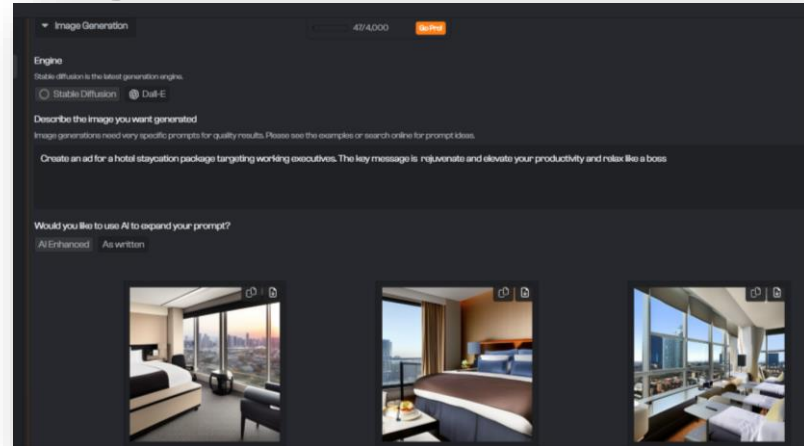 Image Generation
47/4,000
Go Pro!
Engine
Stable diffusion is the latest generation engine.
Stable Diffusion
Dall-E
Describe the image you want generated
Image generations need very specific prompts for quality results. Please see the examples or search online for prompt ideas.
Create an ad for a hotel staycation package targeting working executives. The key message is rejuvenate and elevate your productivity and relax like a boss
Would you like to use AI to expand your prompt?
AI Enhanced
As written